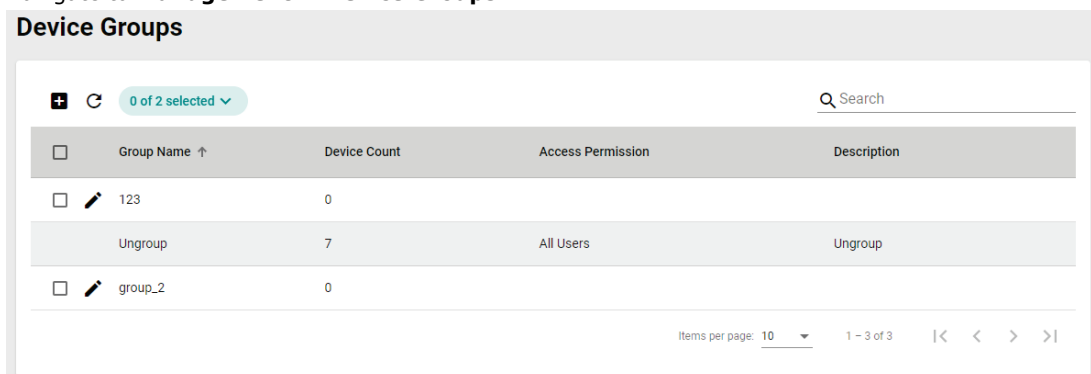 Device Groups
0 of 2 selected
Search
Group Name Device Count Access Permission Description
123 0
Ungroup 7 All Users Ungroup
group_2 0
Items per page: 10 1 – 3 of 3